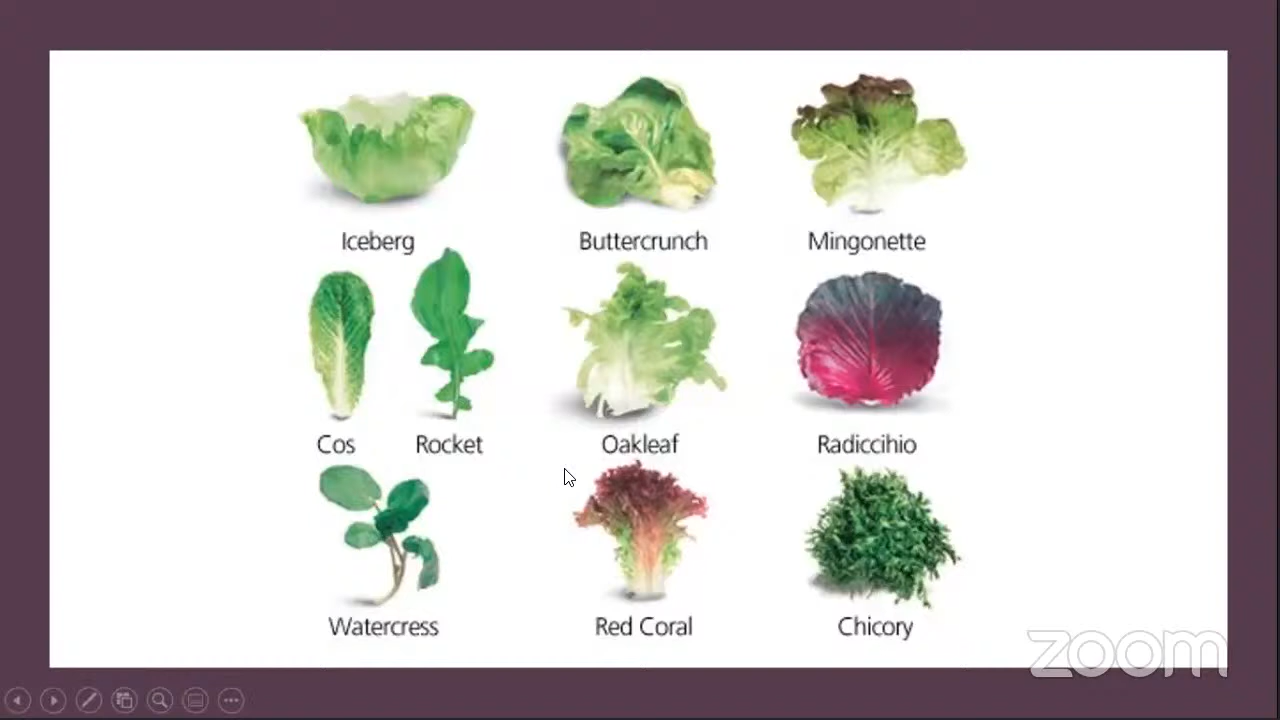 Iceberg
Buttercrunch
Mingonette
Cos
Rocket
Oakleaf
Radiccihio
Watercress
Red Coral
Chicory
zoom